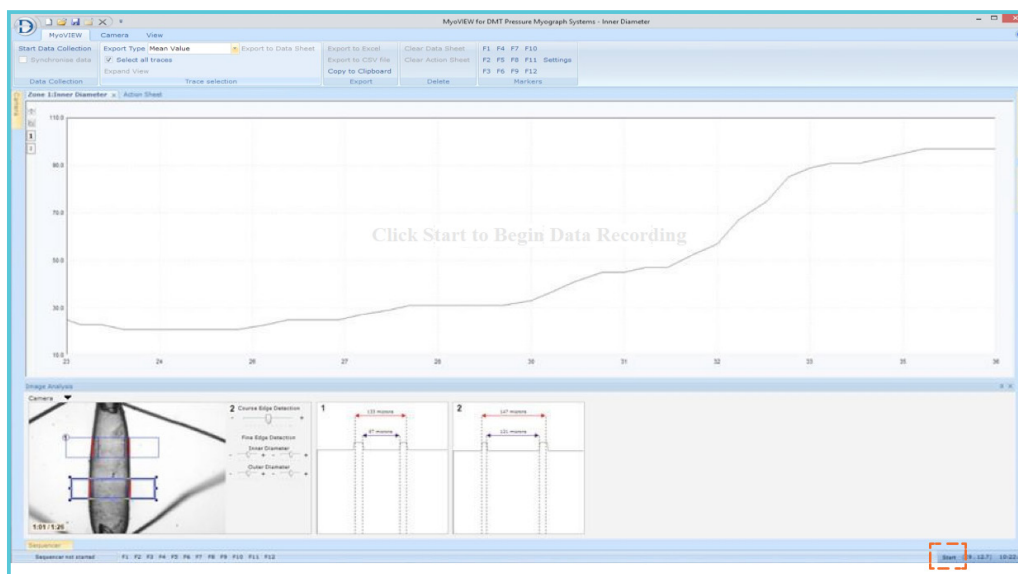 MyoVIEW for DMT Pressure Myograph Systems - Inner Diameter
MyoVIEW Camera View
Start Data Collection Export Type Mean Value Export to Data Sheet Export to Excel Clear Data Sheet F1 F4 F7 F10
Synchronise data Select all traces Export to CSV file Clear Action Sheet F2 F5 F8 F11 Settings
Expand View Copy to Clipboard F3 F6 F9 F12
Data Collection Trace selection Export Delete Markers
Camera
Zone 1:Inner Diameter x Action Sheet
110.0
1
2
90.0
70.0
Click Start to Begin Data Recording
50.0
30.0
10.0
23 24 26 27 28 30 31 32 33 35 36
Image Analysis
Camera
1
1:01 / 1:26
2 Course Edge Detection
- +
Fine Edge Detection
Inner Diameter
- + - +
Outer Diameter
- + - +
1
133 microns
87 microns
2
147 microns
121 microns
Sequencer
Sequencer not started F1 F2 F3 F4 F5 F6 F7 F8 F9 F10 F11 F12 Start